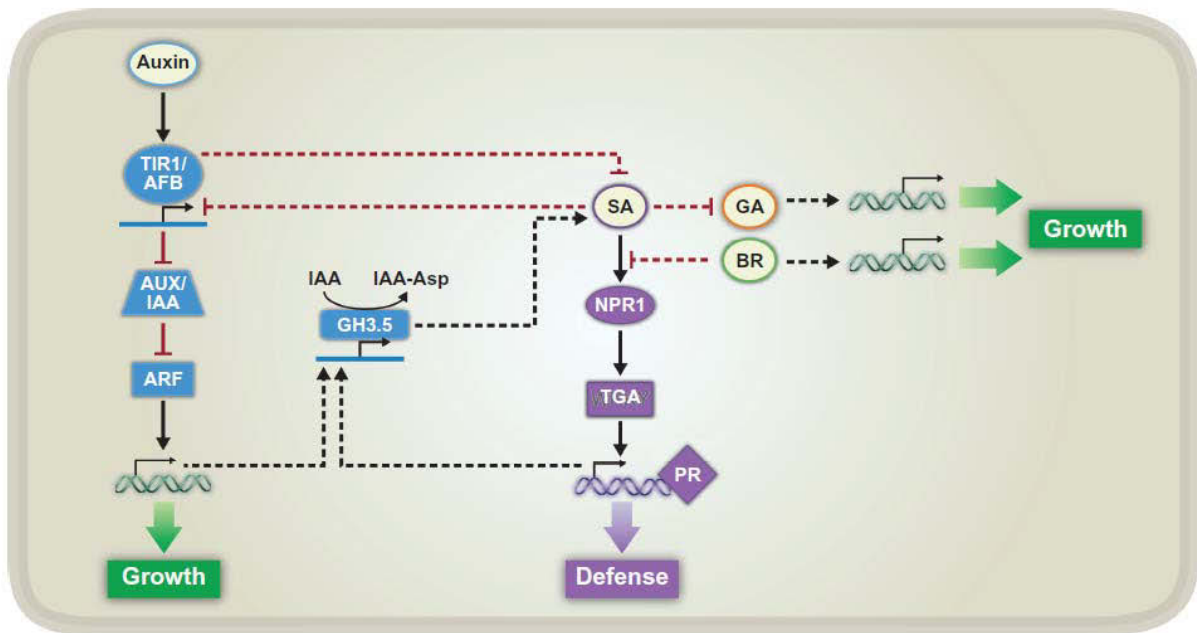 Auxin
TIR1/
AFB
SA
GA
Growth
BR
AUX/
IAA
IAA
IAA-Asp
NPR1
GH3.5
ARF
TGA
PR
Growth
Defense